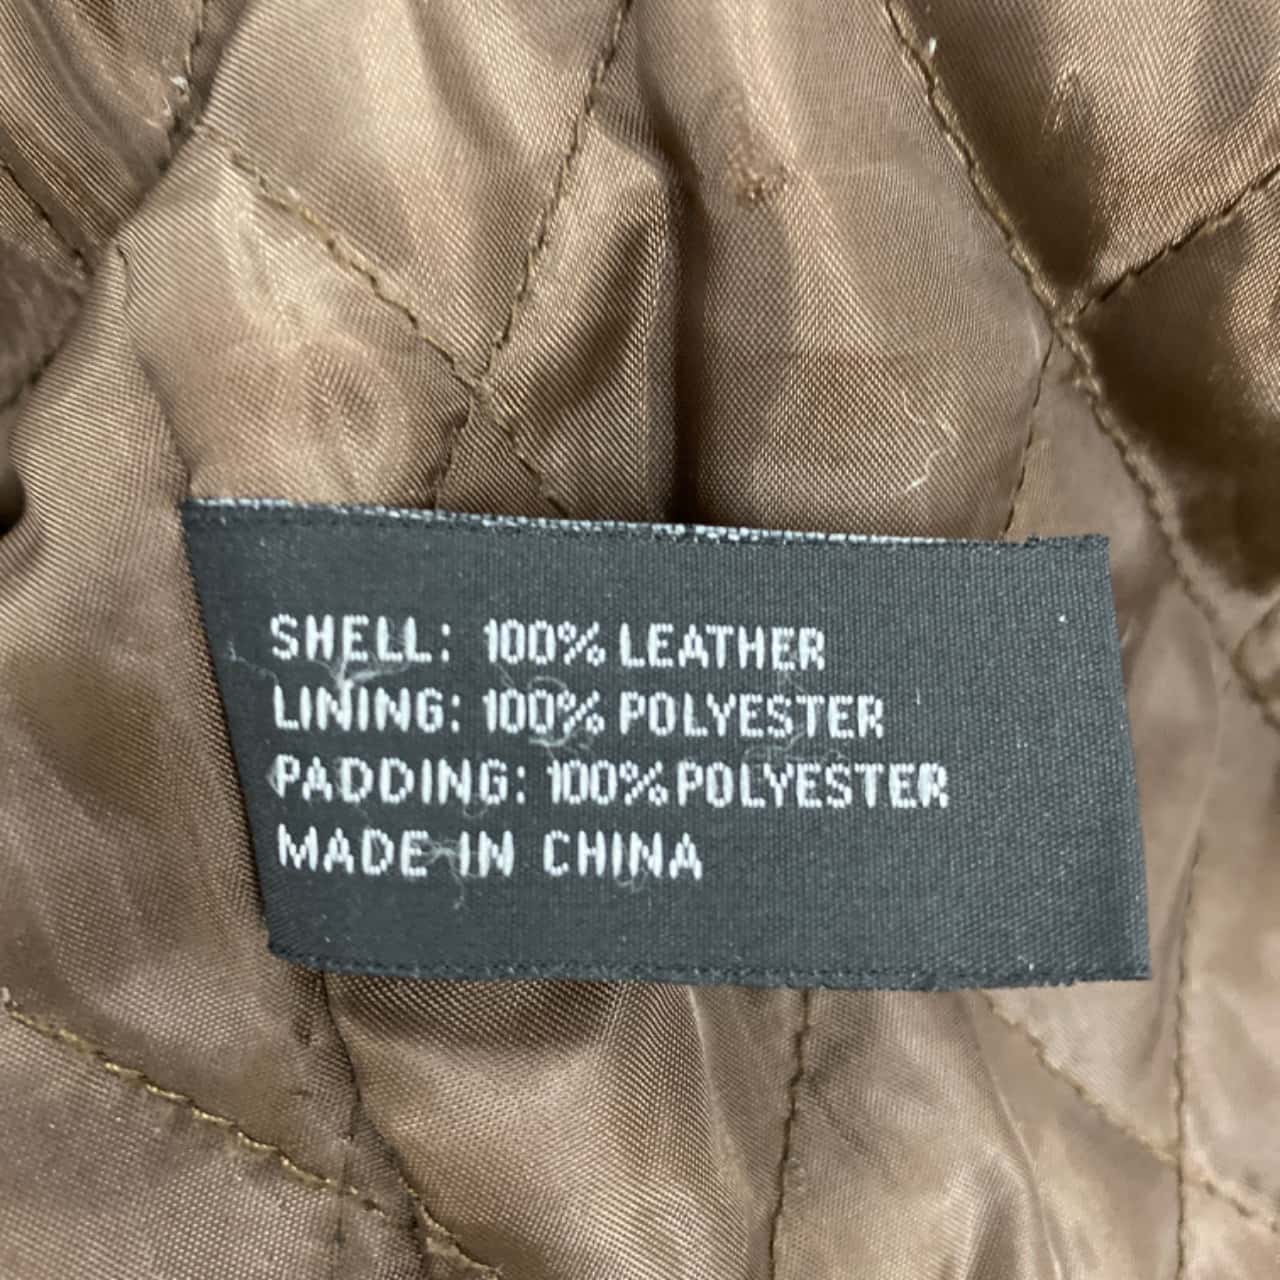 SHELL: 100% LEATHER
LINING: 100% POLYESTER
PADDING: 100% POLYESTER
MADE IN CHINA